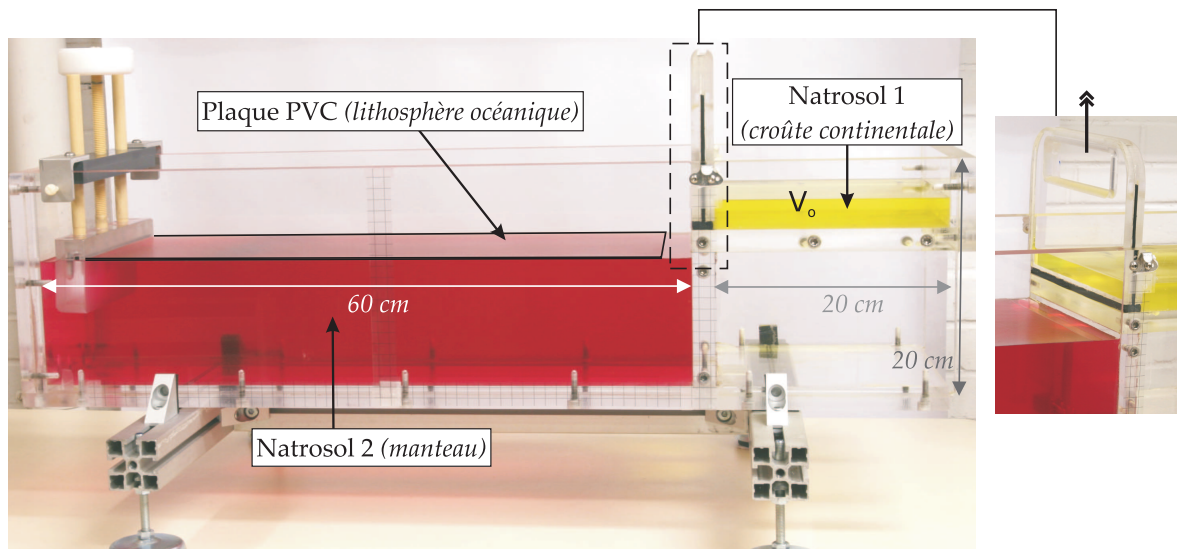 Plaque PVC (lithosphère océanique)
Natrosol 1
(croûte continentale)
V₀
60 cm
20 cm
20 cm
Natrosol 2 (manteau)